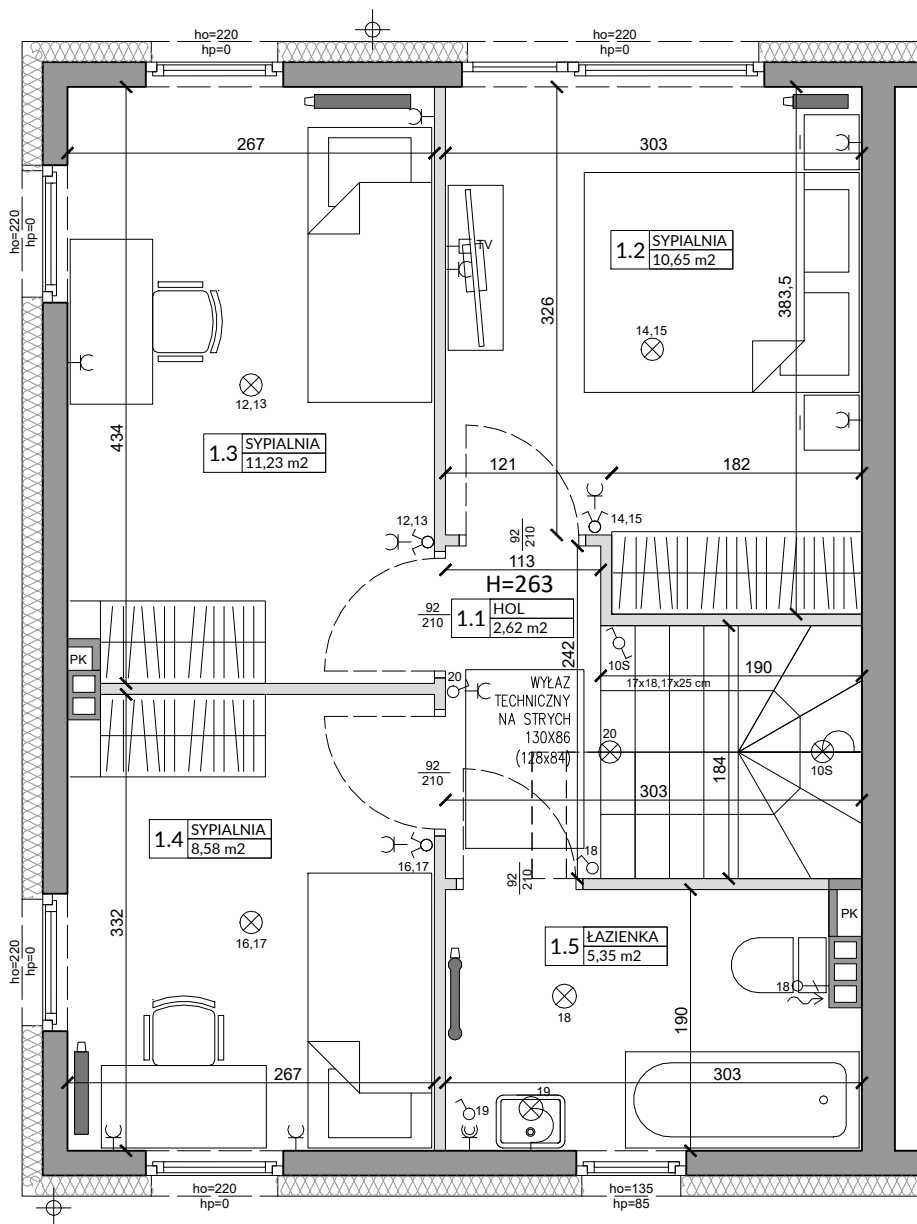 ho=220
hp=0
ho=220
hp=0
267
303
ho=220
hp=0
TV
1.2
SYPIALNIA
10,65 m2
326
383,5
14,15
12,13
434
1.3
SYPIALNIA
11,23 m2
121
182
12,13
14,15
92
210
113
H=263
92
210
1.1
HOL
2,62 m2
242
10S
PK
20
WYŁAZ
TECHNICZNY
NA STRYCH
130X86
(128x84)
190
17x18,17x25 cm
20
10S
184
92
210
303
1.4
SYPIALNIA
8,58 m2
16,17
18
92
210
332
16,17
PK
ho=220
hp=0
1.5
ŁAZIENKA
5,35 m2
18
18
190
267
303
19
19
ho=220
hp=0
ho=135
hp=85